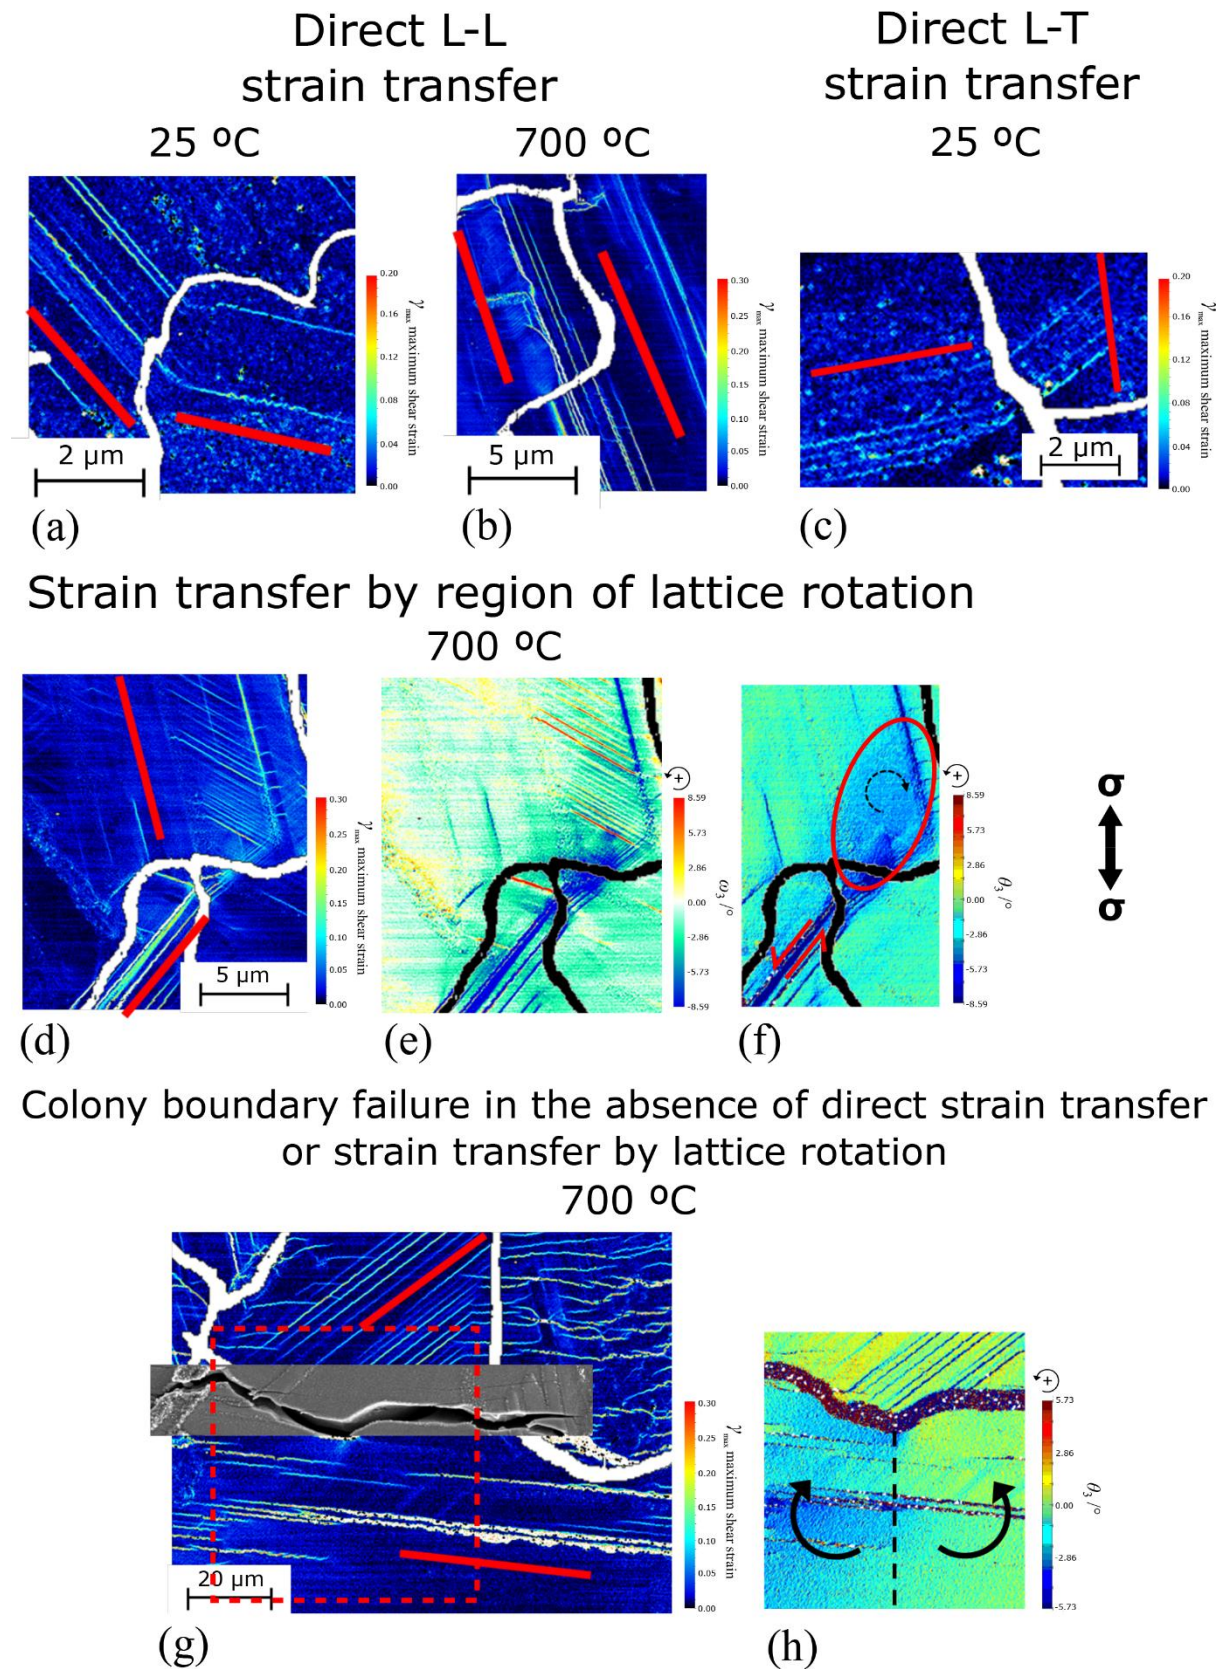 Direct L-L
strain transfer
Direct L-T
strain transfer
25 ºC
700 ºC
25 ºC
0.20
0.16
0.12
0.08
0.04
0.00
γmax maximum shear strain
2 µm
(a)
0.30
0.25
0.20
0.15
0.10
0.05
0.00
γmax maximum shear strain
5 µm
(b)
0.20
0.16
0.12
0.08
0.04
0.00
γmax maximum shear strain
2 µm
(c)
Strain transfer by region of lattice rotation
700 ºC
0.30
0.25
0.20
0.15
0.10
0.05
0.00
γmax maximum shear strain
5 µm
(d)
+
8.59
5.73
2.86
0.00
-2.86
-5.73
-8.59
ω3 /°
(e)
+
8.59
5.73
2.86
0.00
-2.86
-5.73
-8.59
θ3 /°
(f)
σ
σ
Colony boundary failure in the absence of direct strain transfer
or strain transfer by lattice rotation
700 ºC
0.30
0.25
0.20
0.15
0.10
0.05
0.00
γmax maximum shear strain
20 µm
(g)
+
5.73
2.86
0.00
-2.86
-5.73
θ3 /°
(h)